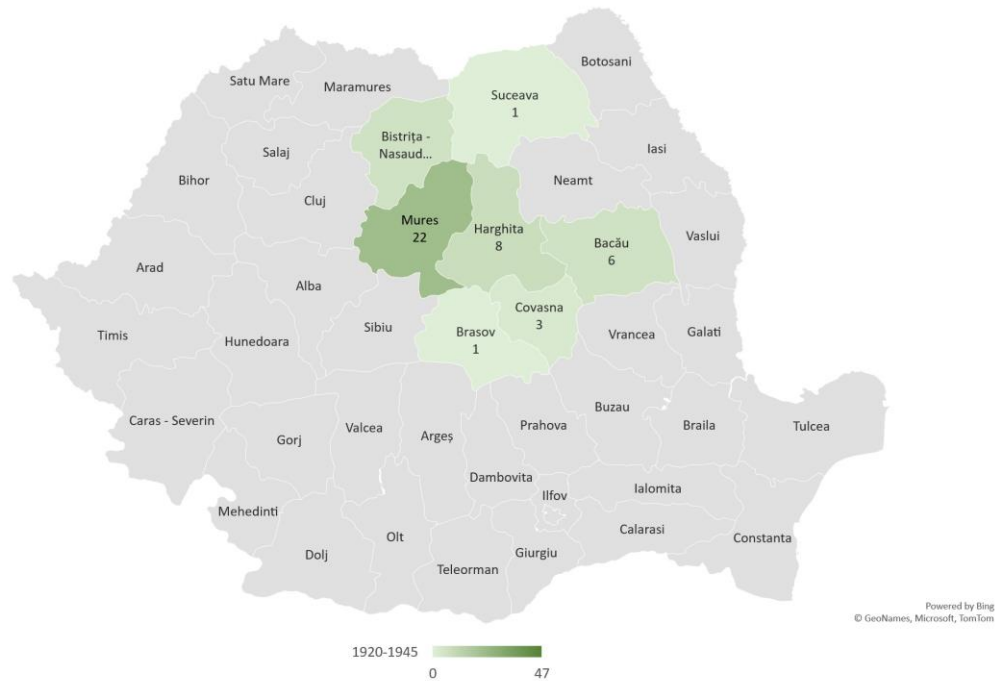 Botosani
Satu Mare
Maramures
Suceava
1
Bistrița -
Nasaud...
Iasi
Salaj
Neamt
Bihor
Cluj
Mures
22
Harghita
8
Bacău
6
Vaslui
Arad
Alba
Covasna
3
Sibiu
Brasov
1
Timis
Hunedoara
Vrancea
Galati
Caras - Severin
Gorj
Valcea
Argeș
Prahova
Buzau
Braila
Tulcea
Dambovita
Ilfov
Ialomita
Mehedinti
Calarasi
Constanta
Dolj
Olt
Giurgiu
Teleorman
Powered by Bing
© GeoNames, Microsoft, TomTom
1920-1945
0
47